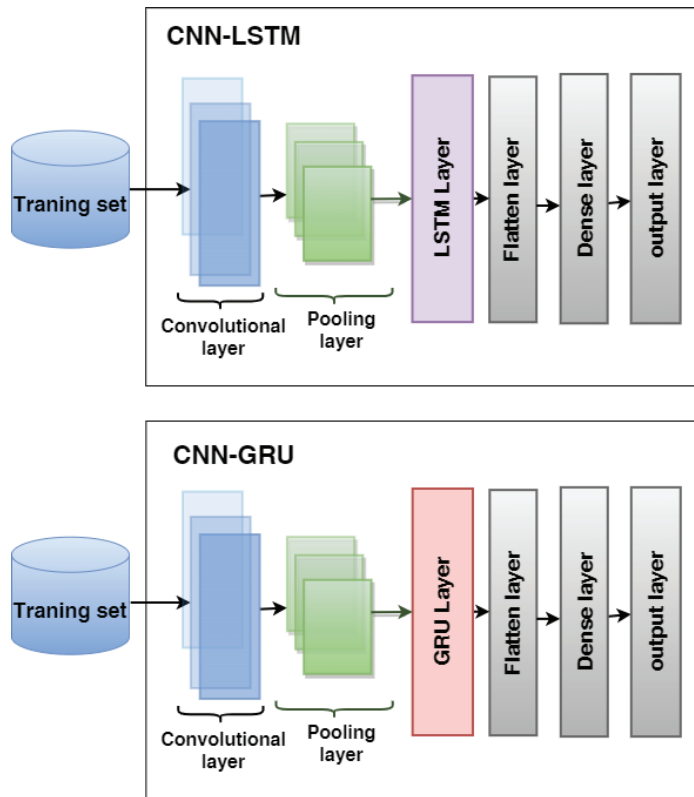 CNN-LSTM
Traning set
Convolutional
layer
Pooling
layer
LSTM Layer
Flatten layer
Dense layer
output layer
CNN-GRU
Traning set
Convolutional
layer
Pooling
layer
GRU Layer
Flatten layer
Dense layer
output layer